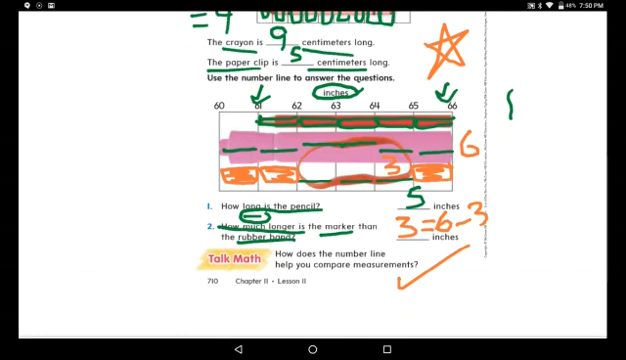 48% 7:50 PM
= 9
The crayon is 9 centimeters long.
The paper clip is 5 centimeters long.
Use the number line to answer the questions.
inches
60 61 62 63 64 65 66
6
3
1. How long is the pencil? 5 inches
2. How much longer is the marker than
the rubber band? 3 = 6 - 3 inches
Talk Math How does the number line
help you compare measurements?
710 Chapter 11 • Lesson 11